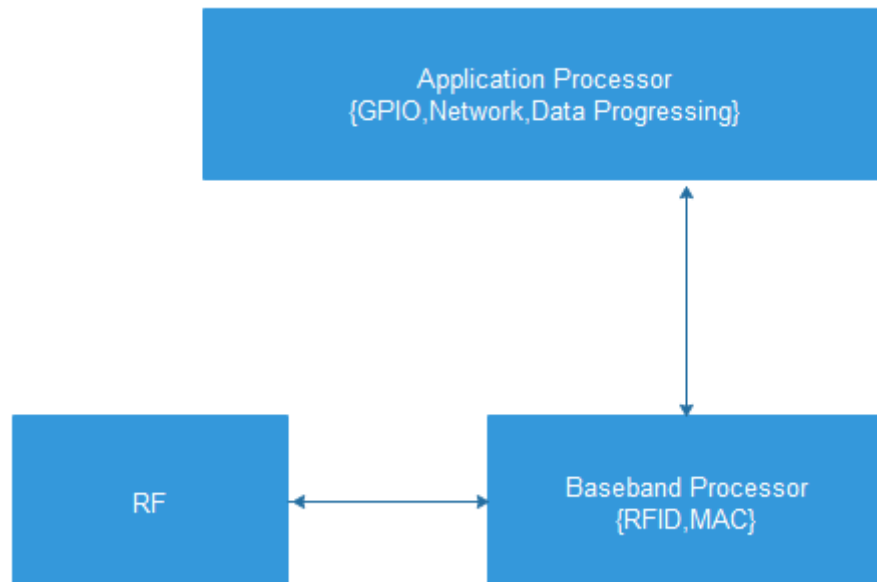 Application Processor
{GPIO,Network,Data Progressing}
RF
Baseband Processor
{RFID,MAC}